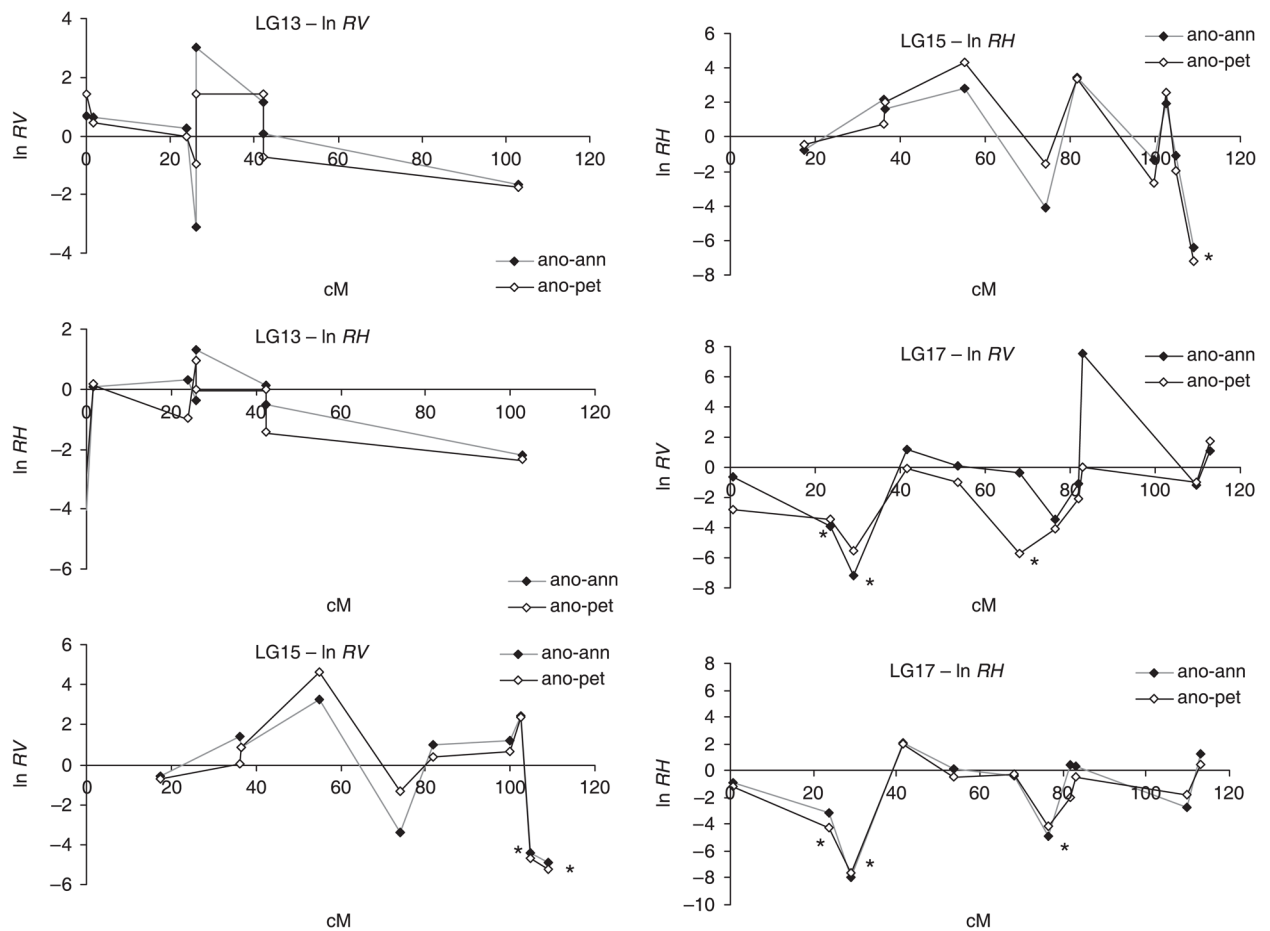 LG13 – ln RV
4
2
0
–2
–4
0 20 40 60 80 100 120
ln RV
cM
ano-ann
ano-pet
LG13 – ln RH
2
0
–2
–4
–6
0 20 40 60 80 100 120
ln RH
cM
ano-ann
ano-pet
LG15 – ln RV
6
4
2
0
–2
–4
–6
0 20 40 60 80 100 120
ln RV
cM
ano-ann
ano-pet
* *
LG15 – ln RH
6
4
2
0
–2
–4
–6
–8
0 20 40 60 80 100 120
ln RH
cM
ano-ann
ano-pet
*
LG17 – ln RV
8
6
4
2
0
–2
–4
–6
–8
0 20 40 60 80 100 120
ln RV
cM
ano-ann
ano-pet
* * *
LG17 – ln RH
8
6
4
2
0
–2
–4
–6
–8
–10
0 20 40 60 80 100 120
ln RH
cM
ano-ann
ano-pet
* * *